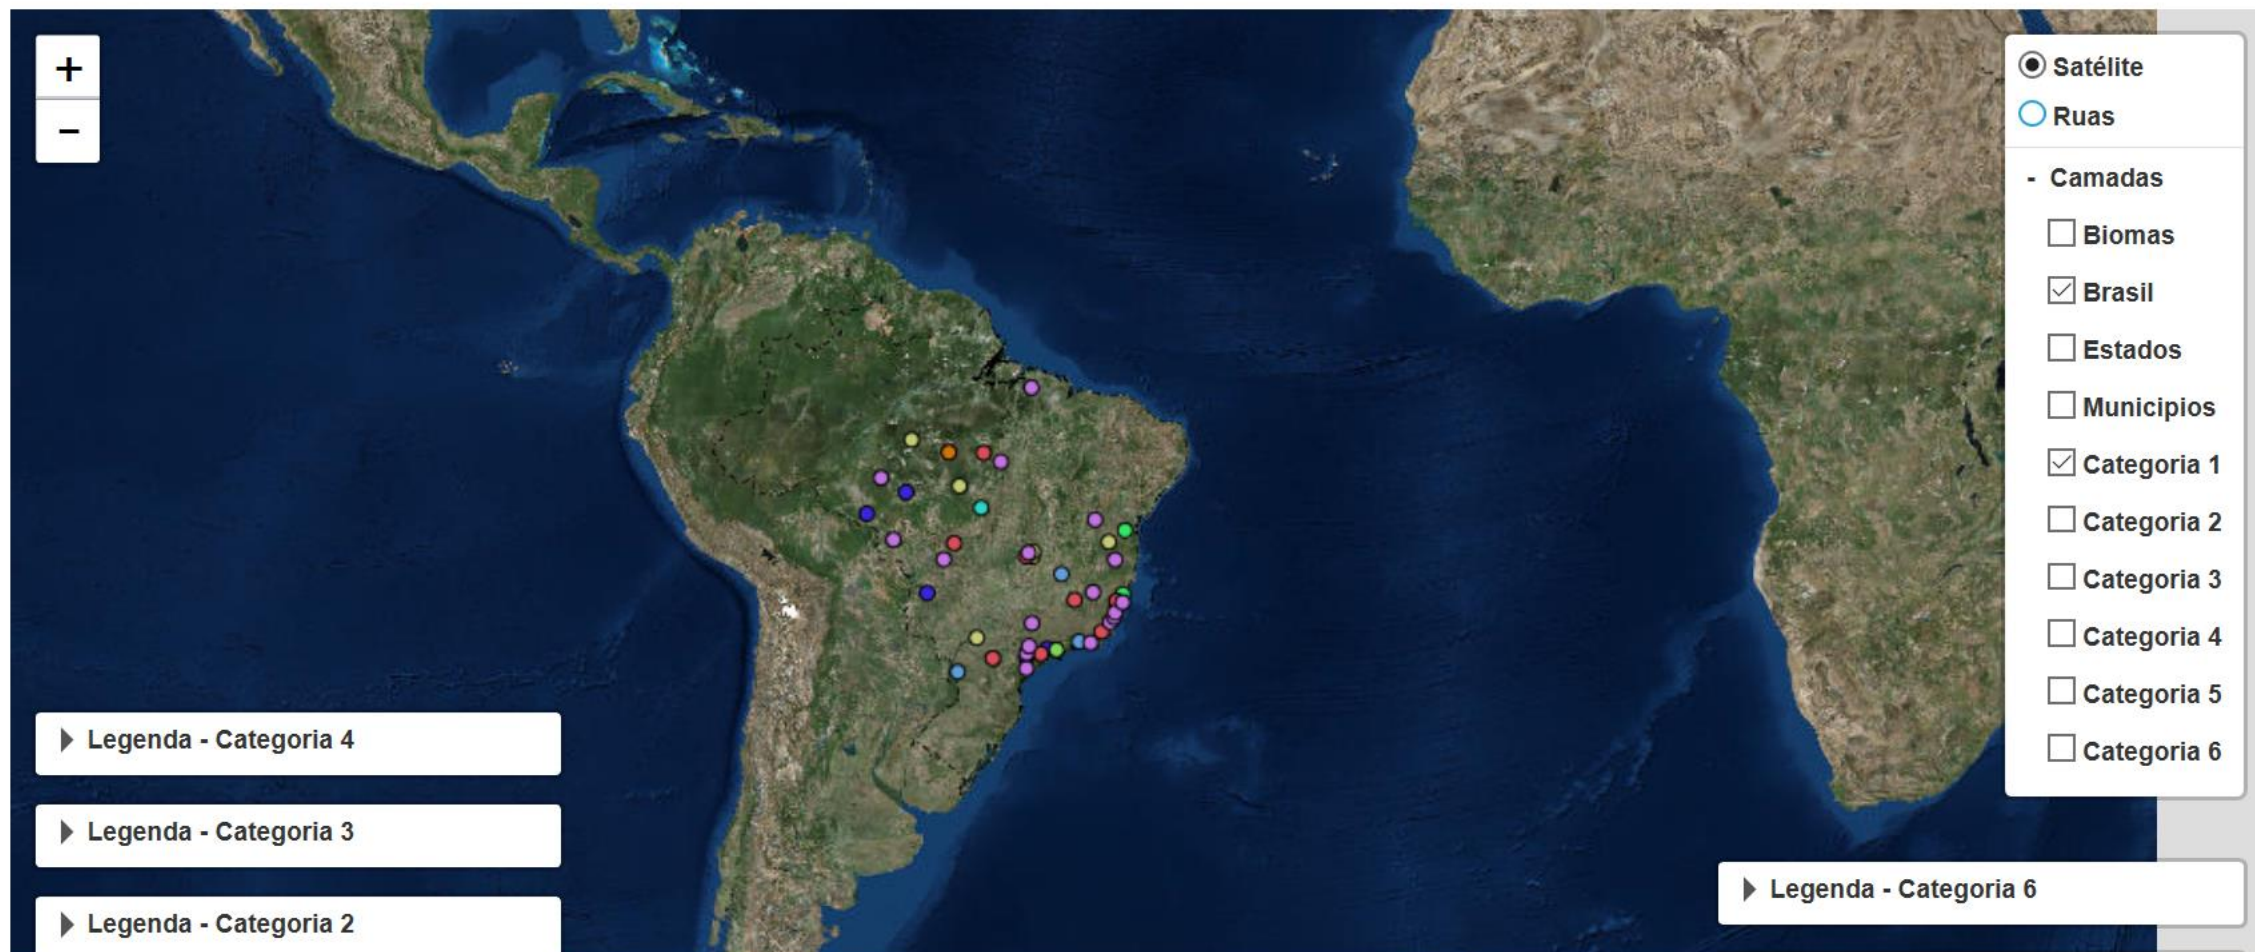 +
-
Satélite
Ruas
- Camadas
Biomas
Brasil
Estados
Municipios
Categoria 1
Categoria 2
Categoria 3
Categoria 4
Categoria 5
Categoria 6
Legenda - Categoria 4
Legenda - Categoria 3
Legenda - Categoria 2
Legenda - Categoria 6